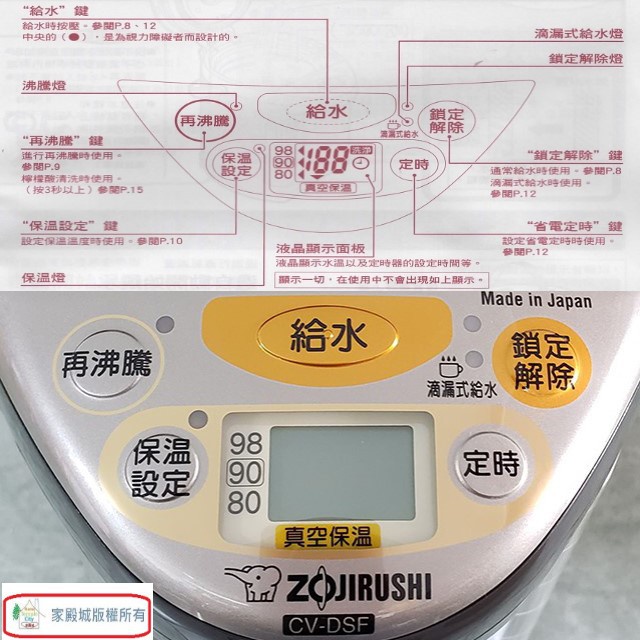 “給水”鍵
給水時按壓。參閱P.8、12
中央的（●）、是為視力障礙者而設計的。
滴漏式給水燈
鎖定解除燈
沸騰燈
再沸騰
給水
鎖定
解除
滴漏式給水
“再沸騰”鍵
進行再沸騰時使用。
參閱P.9
檸檬酸清洗時使用。
（按3秒以上）參閱P.15
保溫
設定
98
90
80
188
洗淨
真空保溫
定時
“鎖定解除”鍵
通常給水時使用。參閱P.8
滴漏式給水時使用。
參閱P.12
“保溫設定”鍵
設定保溫溫度時使用。參閱P.10
“省電定時”鍵
設定省電定時時使用。
參閱P.12
液晶顯示面板
液晶顯示水溫以及定時器的設定時間等。
保溫燈
顯示一切，在使用中不會出現如上顯示。
Made in Japan
再沸騰
給水
鎖定
解除
滴漏式給水
保溫
設定
98
90
80
定時
真空保溫
ZOJIRUSHI
CV-DSF
家殿城版權所有